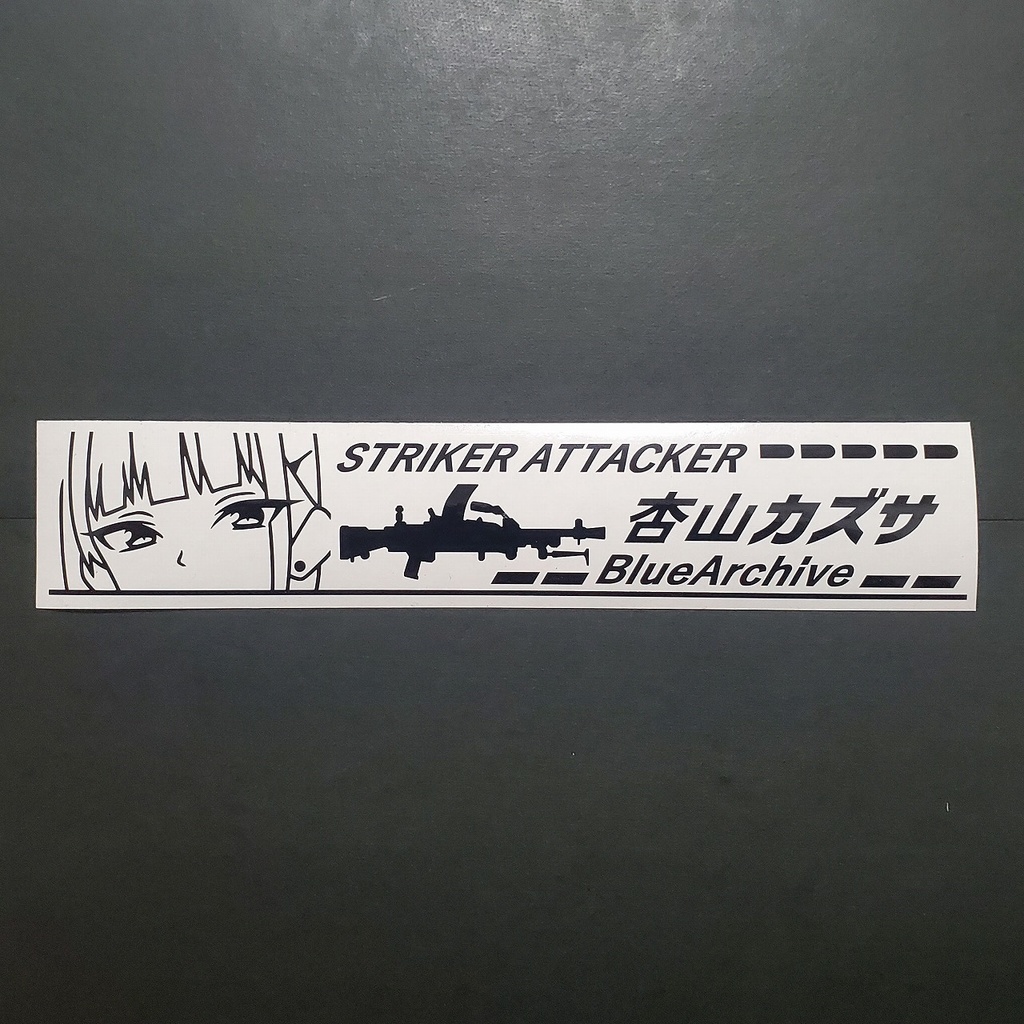 STRIKER ATTACKER
杏山カズサ
BlueArchive